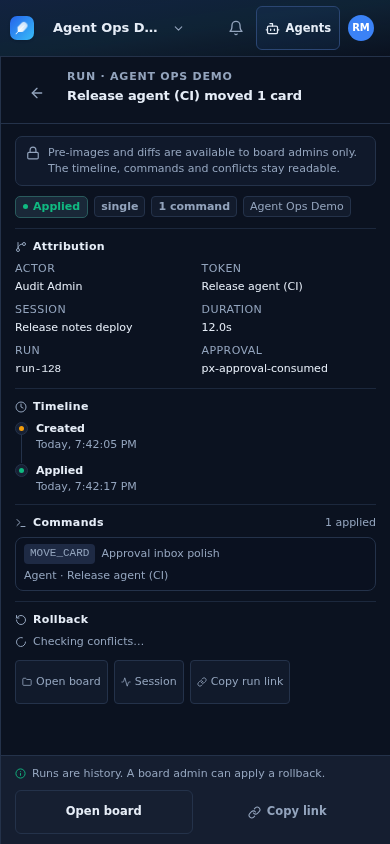 Agent Ops D...
Agents
RM
RUN · AGENT OPS DEMO
Release agent (CI) moved 1 card
Pre-images and diffs are available to board admins only.
The timeline, commands and conflicts stay readable.
Applied
single
1 command
Agent Ops Demo
Attribution
ACTOR
TOKEN
Audit Admin
Release agent (CI)
SESSION
DURATION
Release notes deploy
12.0s
RUN
APPROVAL
run-128
px-approval-consumed
Timeline
Created
Today, 7:42:05 PM
Applied
Today, 7:42:17 PM
Commands
1 applied
MOVE_CARD
Approval inbox polish
Agent · Release agent (CI)
Rollback
Checking conflicts...
Open board
Session
Copy run link
Runs are history. A board admin can apply a rollback.
Open board
Copy link